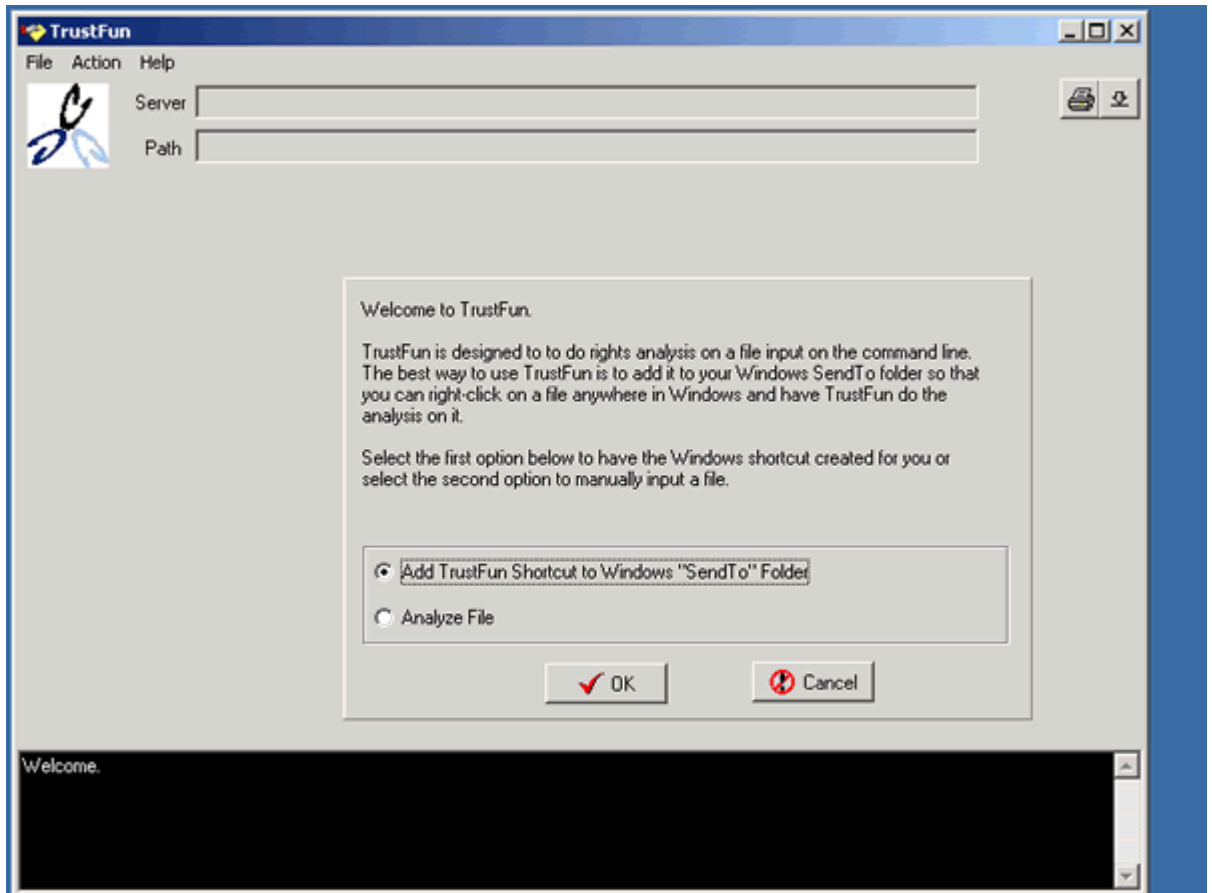 TrustFun
File Action Help
Server
Path
Welcome to TrustFun.
TrustFun is designed to to do rights analysis on a file input on the command line.
The best way to use TrustFun is to add it to your Windows SendTo folder so that
you can right-click on a file anywhere in Windows and have TrustFun do the
analysis on it.
Select the first option below to have the Windows shortcut created for you or
select the second option to manually input a file.
Add TrustFun Shortcut to Windows "SendTo" Folder
Analyze File
OK Cancel
Welcome.